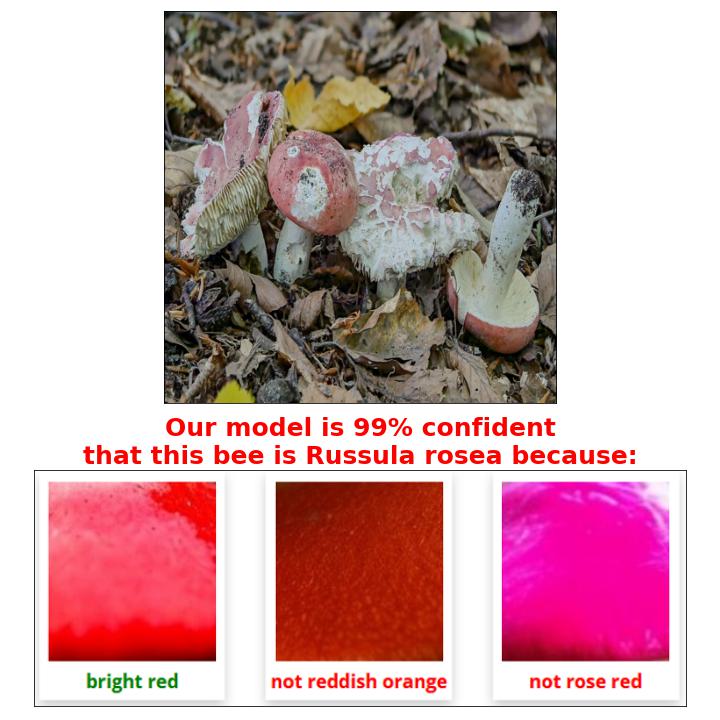 Our model is 99% confident
that this bee is Russula rosea because:
bright red
not reddish orange
not rose red